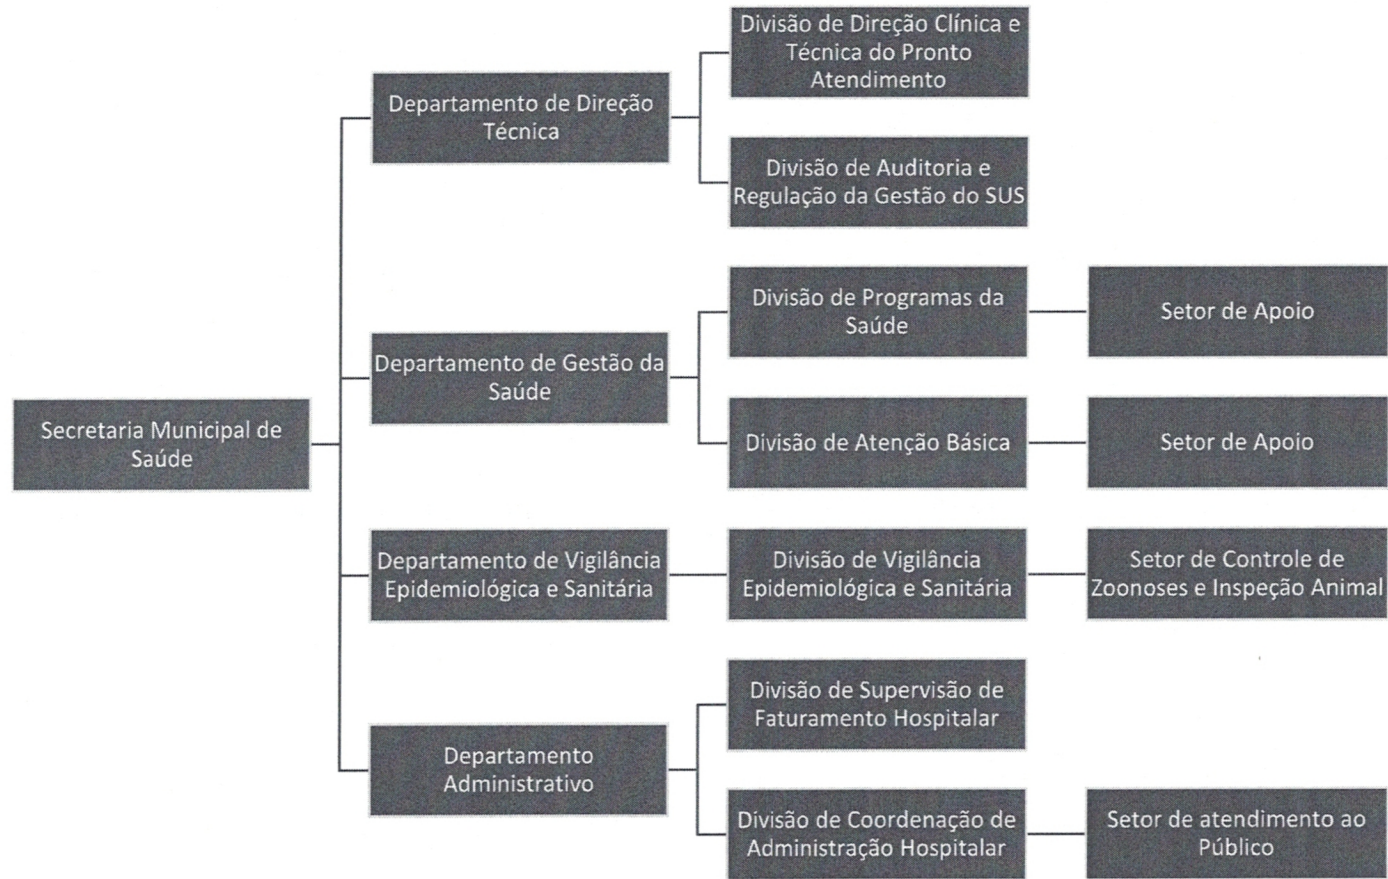 Divisão de Direção Clínica e
Técnica do Pronto
Atendimento
Departamento de Direção
Técnica
Divisão de Auditoria e
Regulação da Gestão do SUS
Divisão de Programas da
Saúde
Setor de Apoio
Departamento de Gestão da
Saúde
Secretaria Municipal de
Saúde
Divisão de Atenção Básica
Setor de Apoio
Departamento de Vigilância
Epidemiológica e Sanitária
Divisão de Vigilância
Epidemiológica e Sanitária
Setor de Controle de
Zoonoses e Inspeção Animal
Divisão de Supervisão de
Faturamento Hospitalar
Departamento
Administrativo
Divisão de Coordenação de
Administração Hospitalar
Setor de atendimento ao
Público